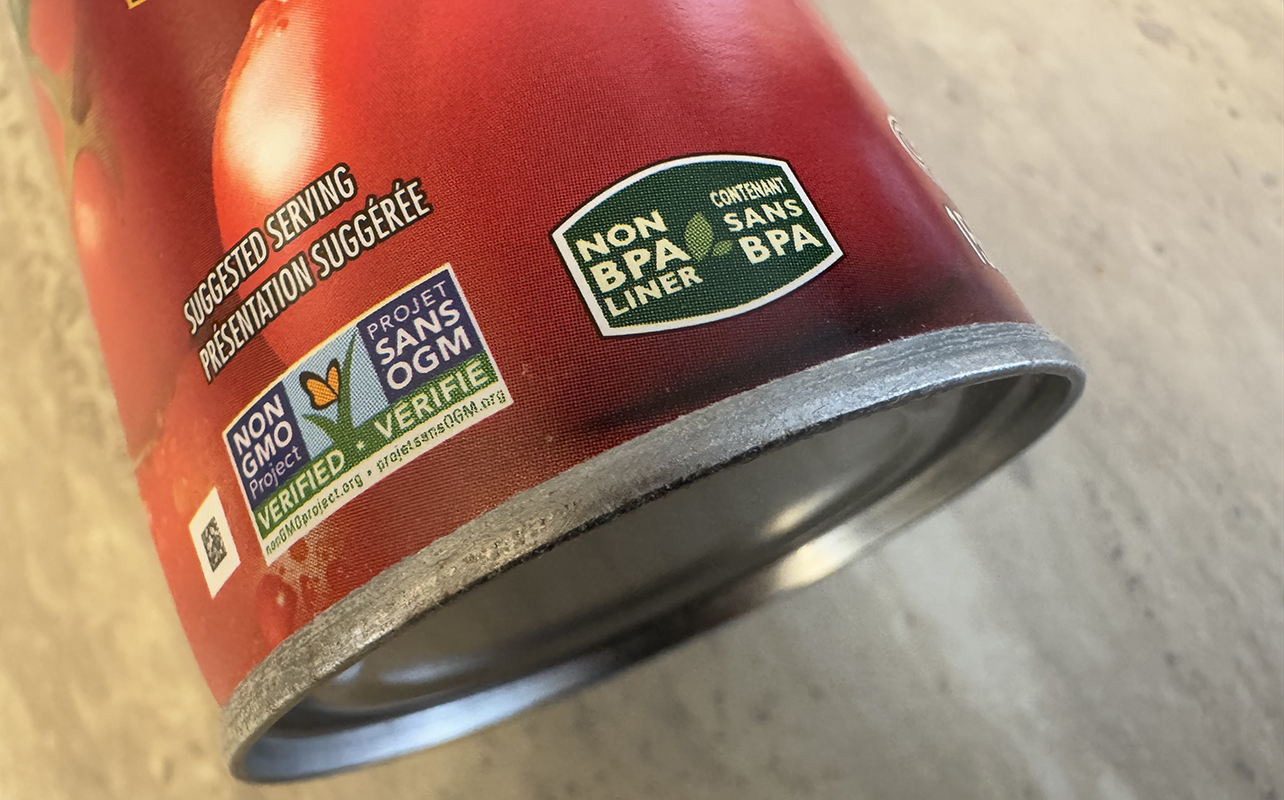 SUGGESTED SERVING
PRÉSENTATION SUGGÉRÉE
NON
GMO
Project
PROJET
SANS
OGM
VERIFIED • VERIFIÉ
nonGMOproject.org • projetsansOGM.org
NON
BPA
LINER
CONTENANT
SANS
BPA